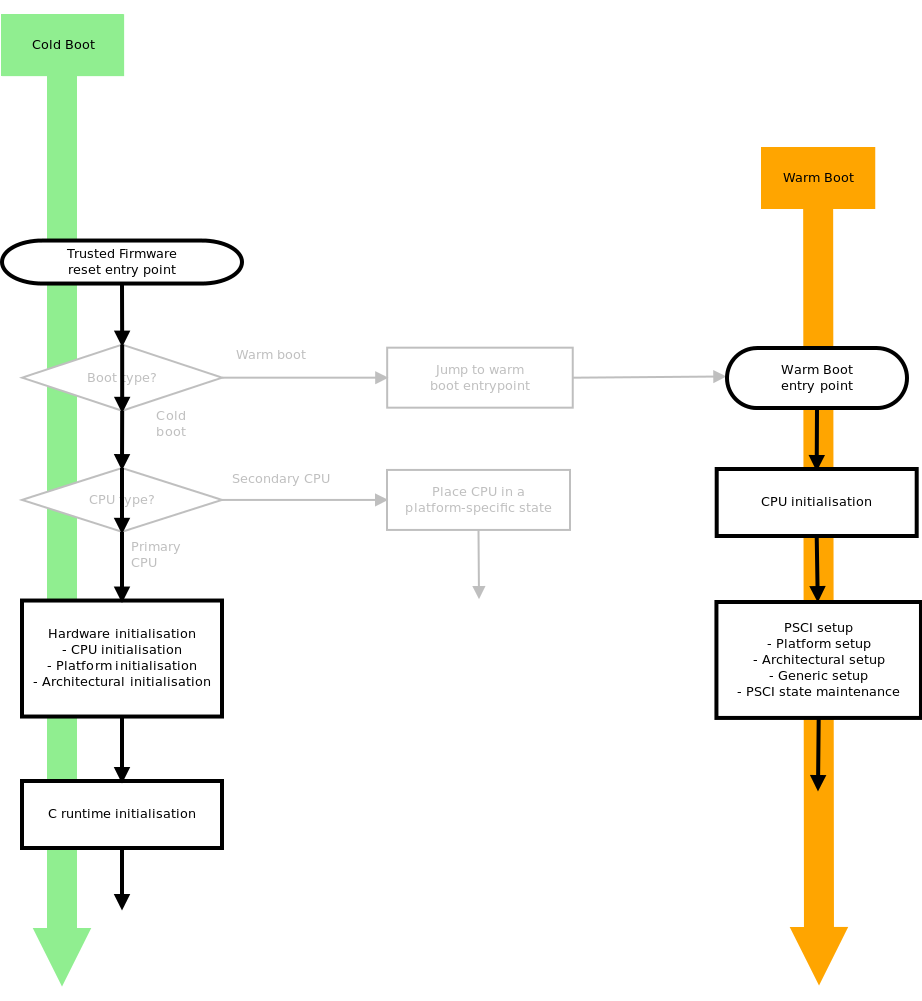 Cold Boot
Warm Boot
Trusted Firmware
reset entry point
Warm boot
Boot type?
Jump to warm
boot entrypoint
Warm Boot
entry point
Cold
boot
Secondary CPU
CPU type?
Place CPU in a
platform-specific state
CPU initialisation
Primary
CPU
Hardware initialisation
- CPU initialisation
- Platform initialisation
- Architectural initialisation
PSCI setup
- Platform setup
- Architectural setup
- Generic setup
- PSCI state maintenance
C runtime initialisation